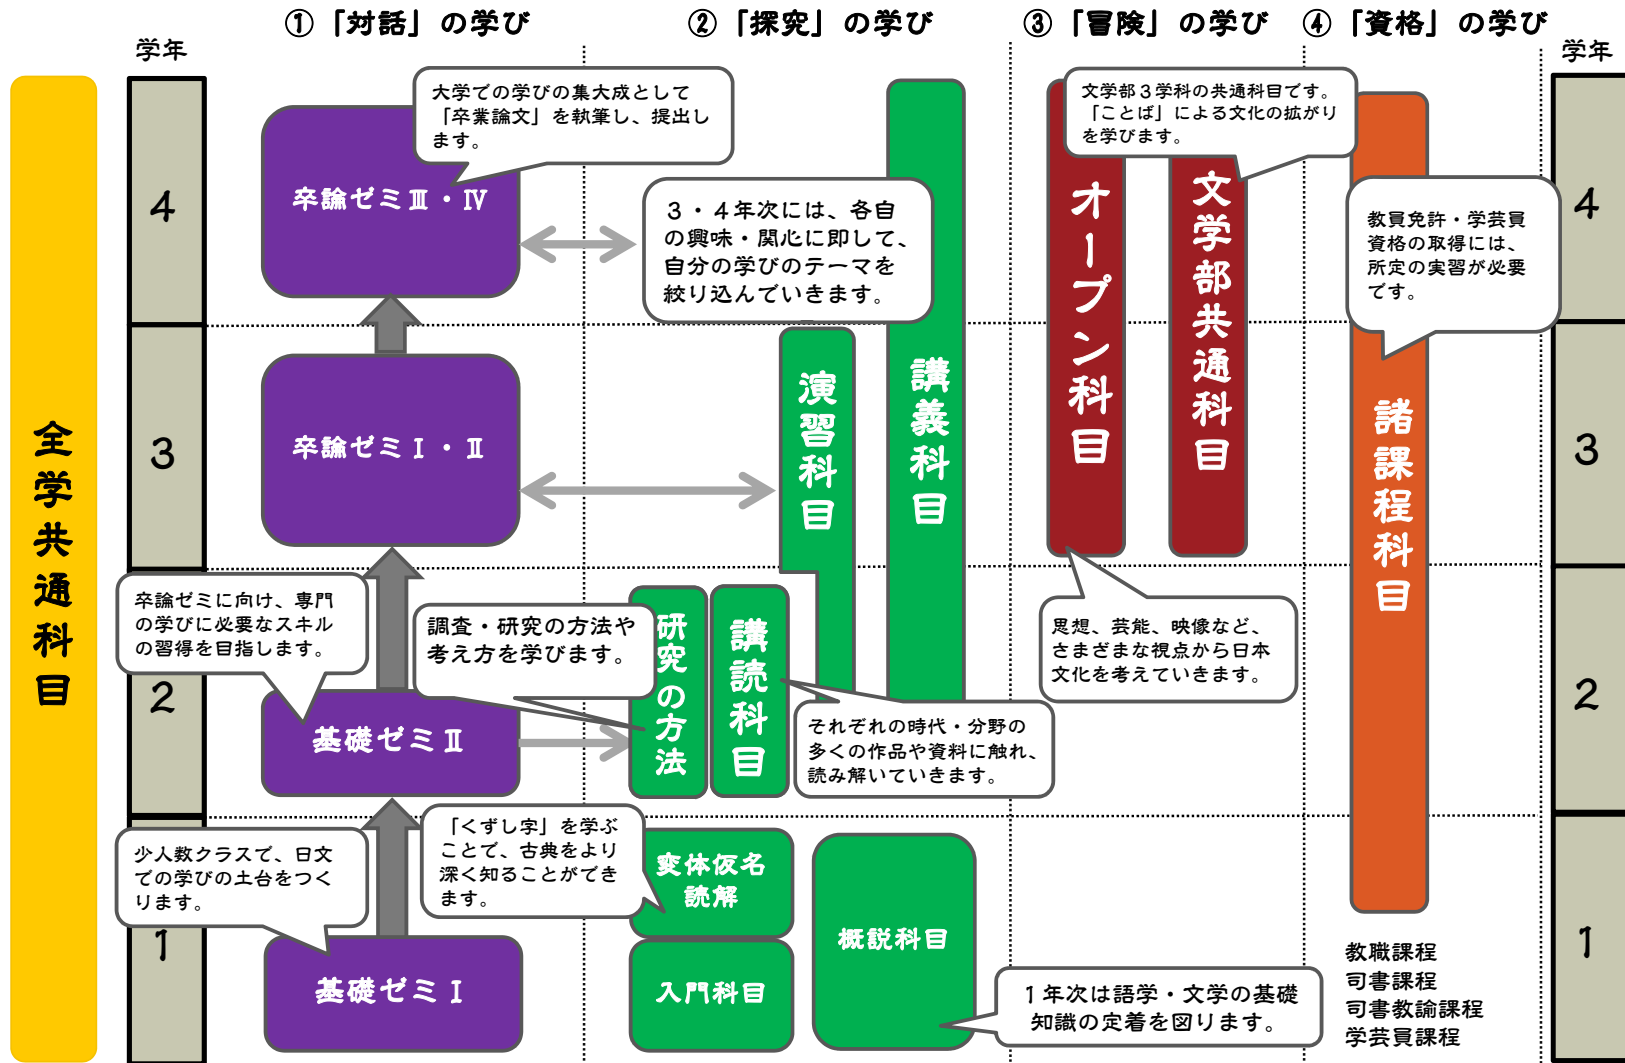 ①「対話」の学び
②「探究」の学び
③「冒険」の学び
④「資格」の学び
学年
学年
全学共通科目
4
3
2
1
大学での学びの集大成として
「卒業論文」を執筆し、提出し
ます。
卒論ゼミⅢ・Ⅳ
卒論ゼミⅠ・Ⅱ
卒論ゼミに向け、専門
の学びに必要なスキル
の習得を目指します。
基礎ゼミⅡ
少人数クラスで、日文
での学びの土台をつく
ります。
基礎ゼミⅠ
3・4年次には、各自
の興味・関心に即して、
自分の学びのテーマを
絞り込んでいきます。
講義科目
演習科目
調査・研究の方法や
考え方を学びます。
研究の方法
講読科目
それぞれの時代・分野の
多くの作品や資料に触れ、
読み解いていきます。
「くずし字」を学ぶ
ことで、古典をより
深く知ることができ
ます。
変体仮名
読解
入門科目
概説科目
1年次は語学・文学の基礎
知識の定着を図ります。
文学部3学科の共通科目です。
「ことば」による文化の拡がり
を学びます。
オープン科目
文学部共通科目
思想、芸能、映像など、
さまざまな視点から日本
文化を考えていきます。
教員免許・学芸員
資格の取得には、
所定の実習が必要
です。
諸課程科目
教職課程
司書課程
司書教諭課程
学芸員課程
4
3
2
1